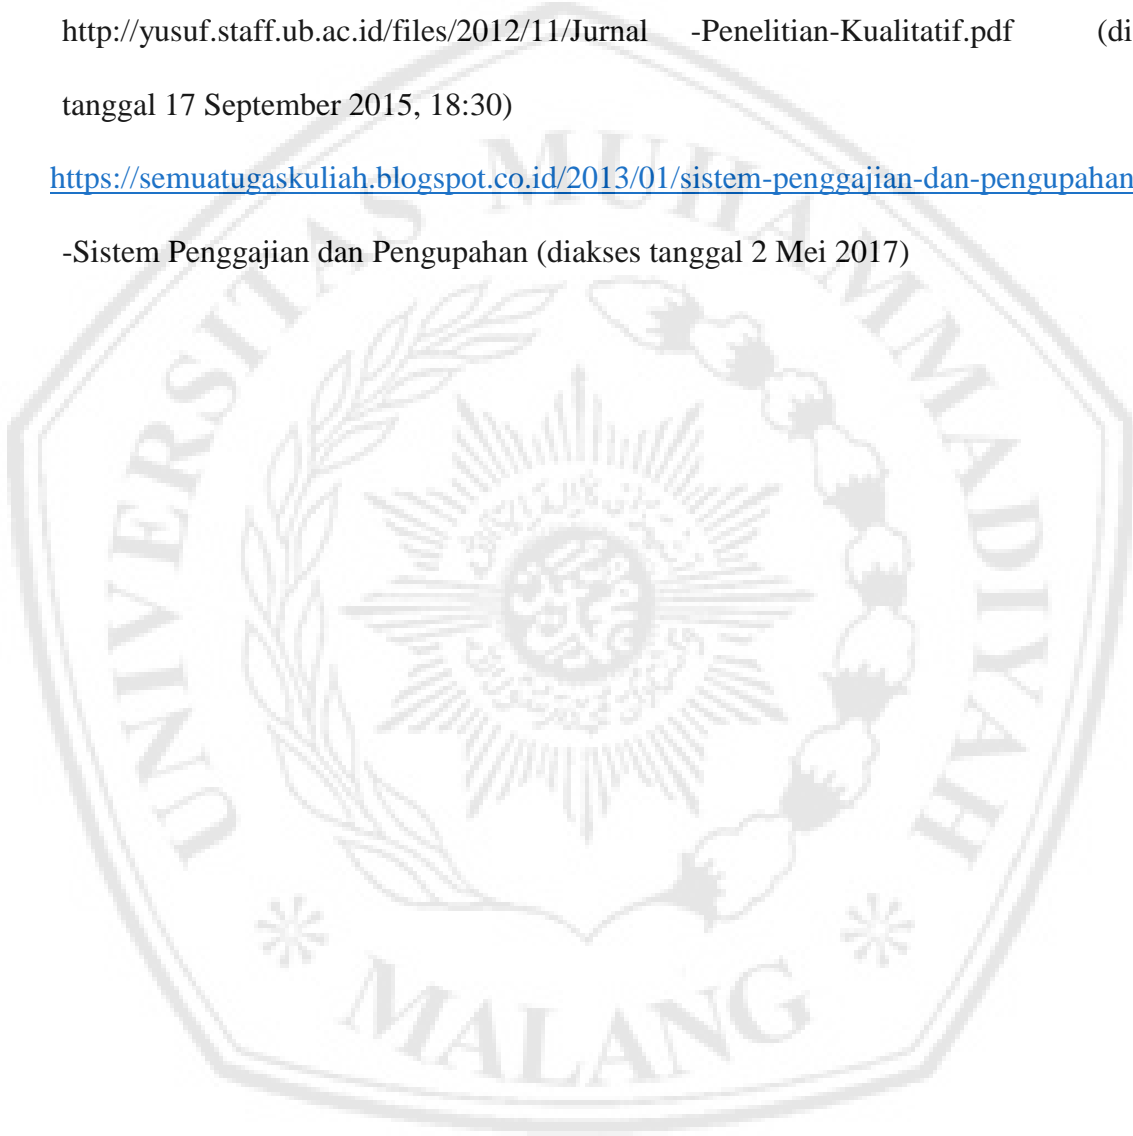 http://yusuf.staff.ub.ac.id/files/2012/11/Jurnal -Penelitian-Kualitatif.pdf (di
tanggal 17 September 2015, 18:30)
https://semuatugaskuliah.blogspot.co.id/2013/01/sistem-penggajian-dan-pengupahan
-Sistem Penggajian dan Pengupahan (diakses tanggal 2 Mei 2017)
UNIVERSITAS MUHAMMADIYAH
MALANG